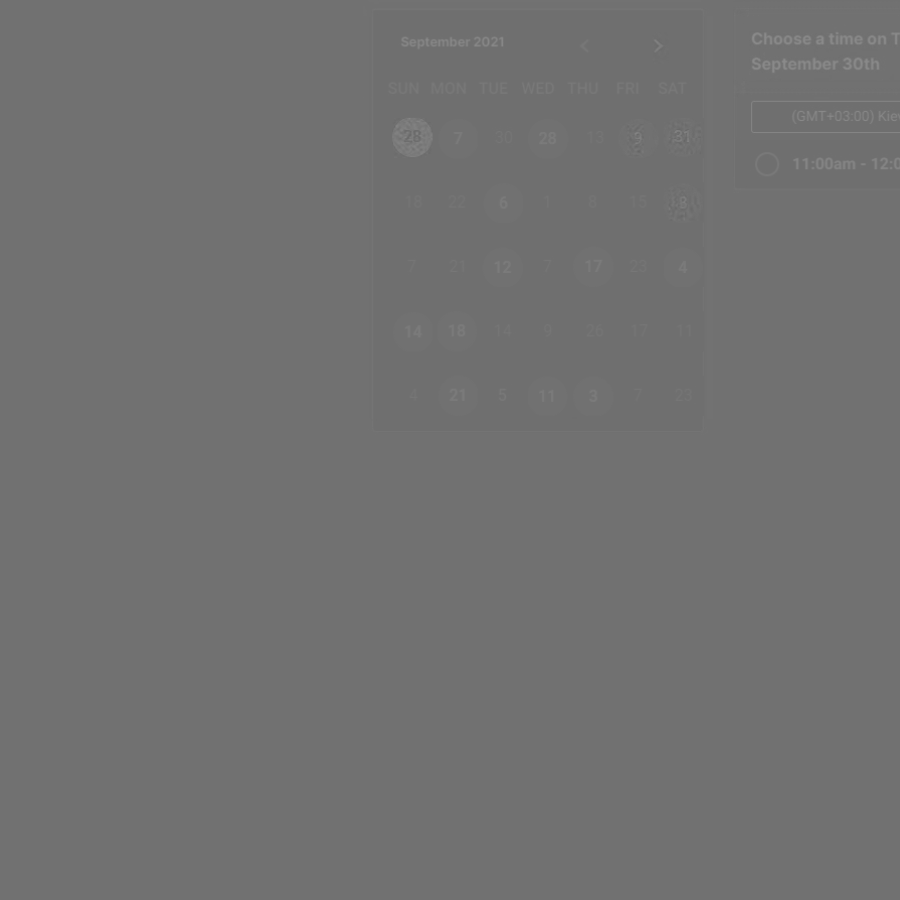 September 2021
SUN MON TUE WED THU FRI SAT
28 7 30 28 13 9 31
18 22 6 1 8 15 8
7 21 12 7 17 23 4
14 18 14 9 26 17 11
4 21 5 11 3 7 23
Choose a time on T
September 30th
(GMT+03:00) Kie
11:00am - 12:0